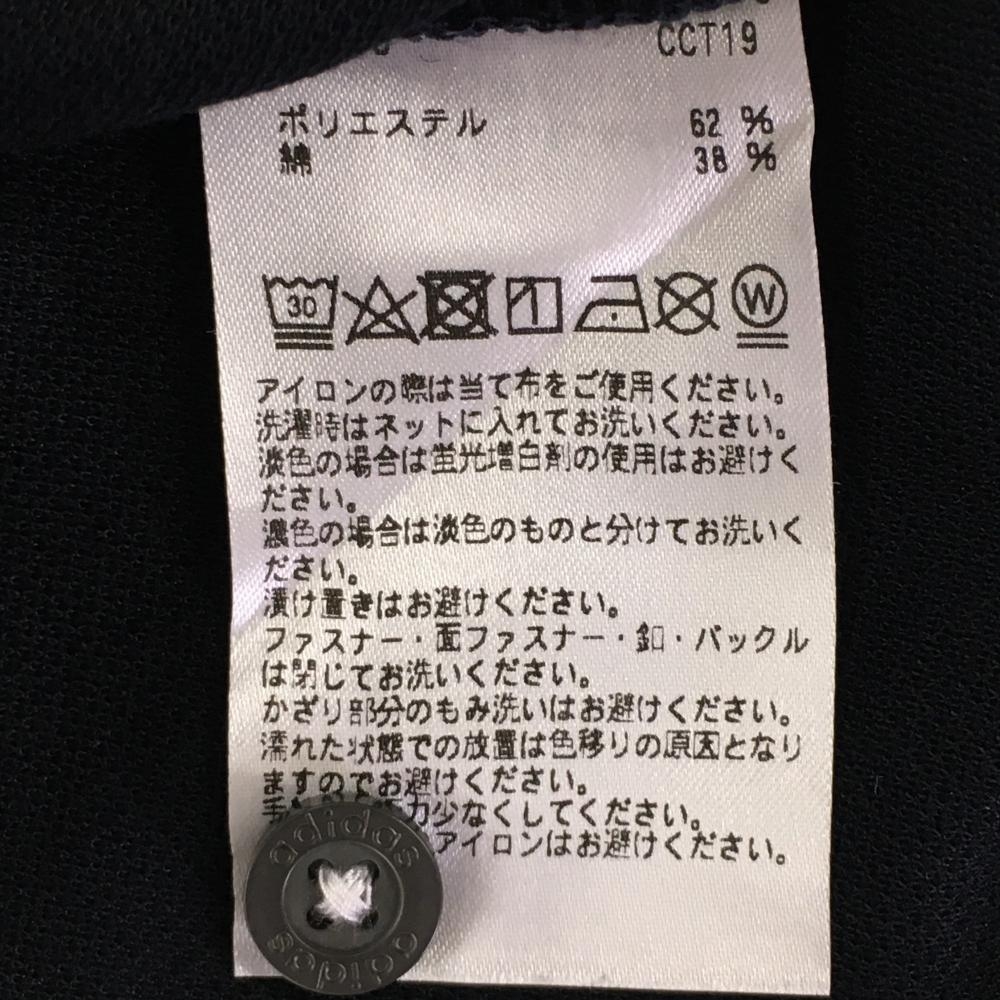 CCT19
ポリエステル 62 %
綿 38 %
30
W
アイロンの際は当て布をご使用ください。
洗濯時はネットに入れてお洗いください。
淡色の場合は蛍光増白剤の使用はお避けく
ださい。
濃色の場合は淡色のものと分けてお洗いく
ださい。
漬け置きはお避けください。
ファスナー・面ファスナー・釦・バックル
は閉じてお洗いください。
かざり部分のもみ洗いはお避けください。
濡れた状態での放置は色移りの原因となり
ますのでお避けください。
力少なくしてください。
アイロンはお避けください。
adidas
adidas